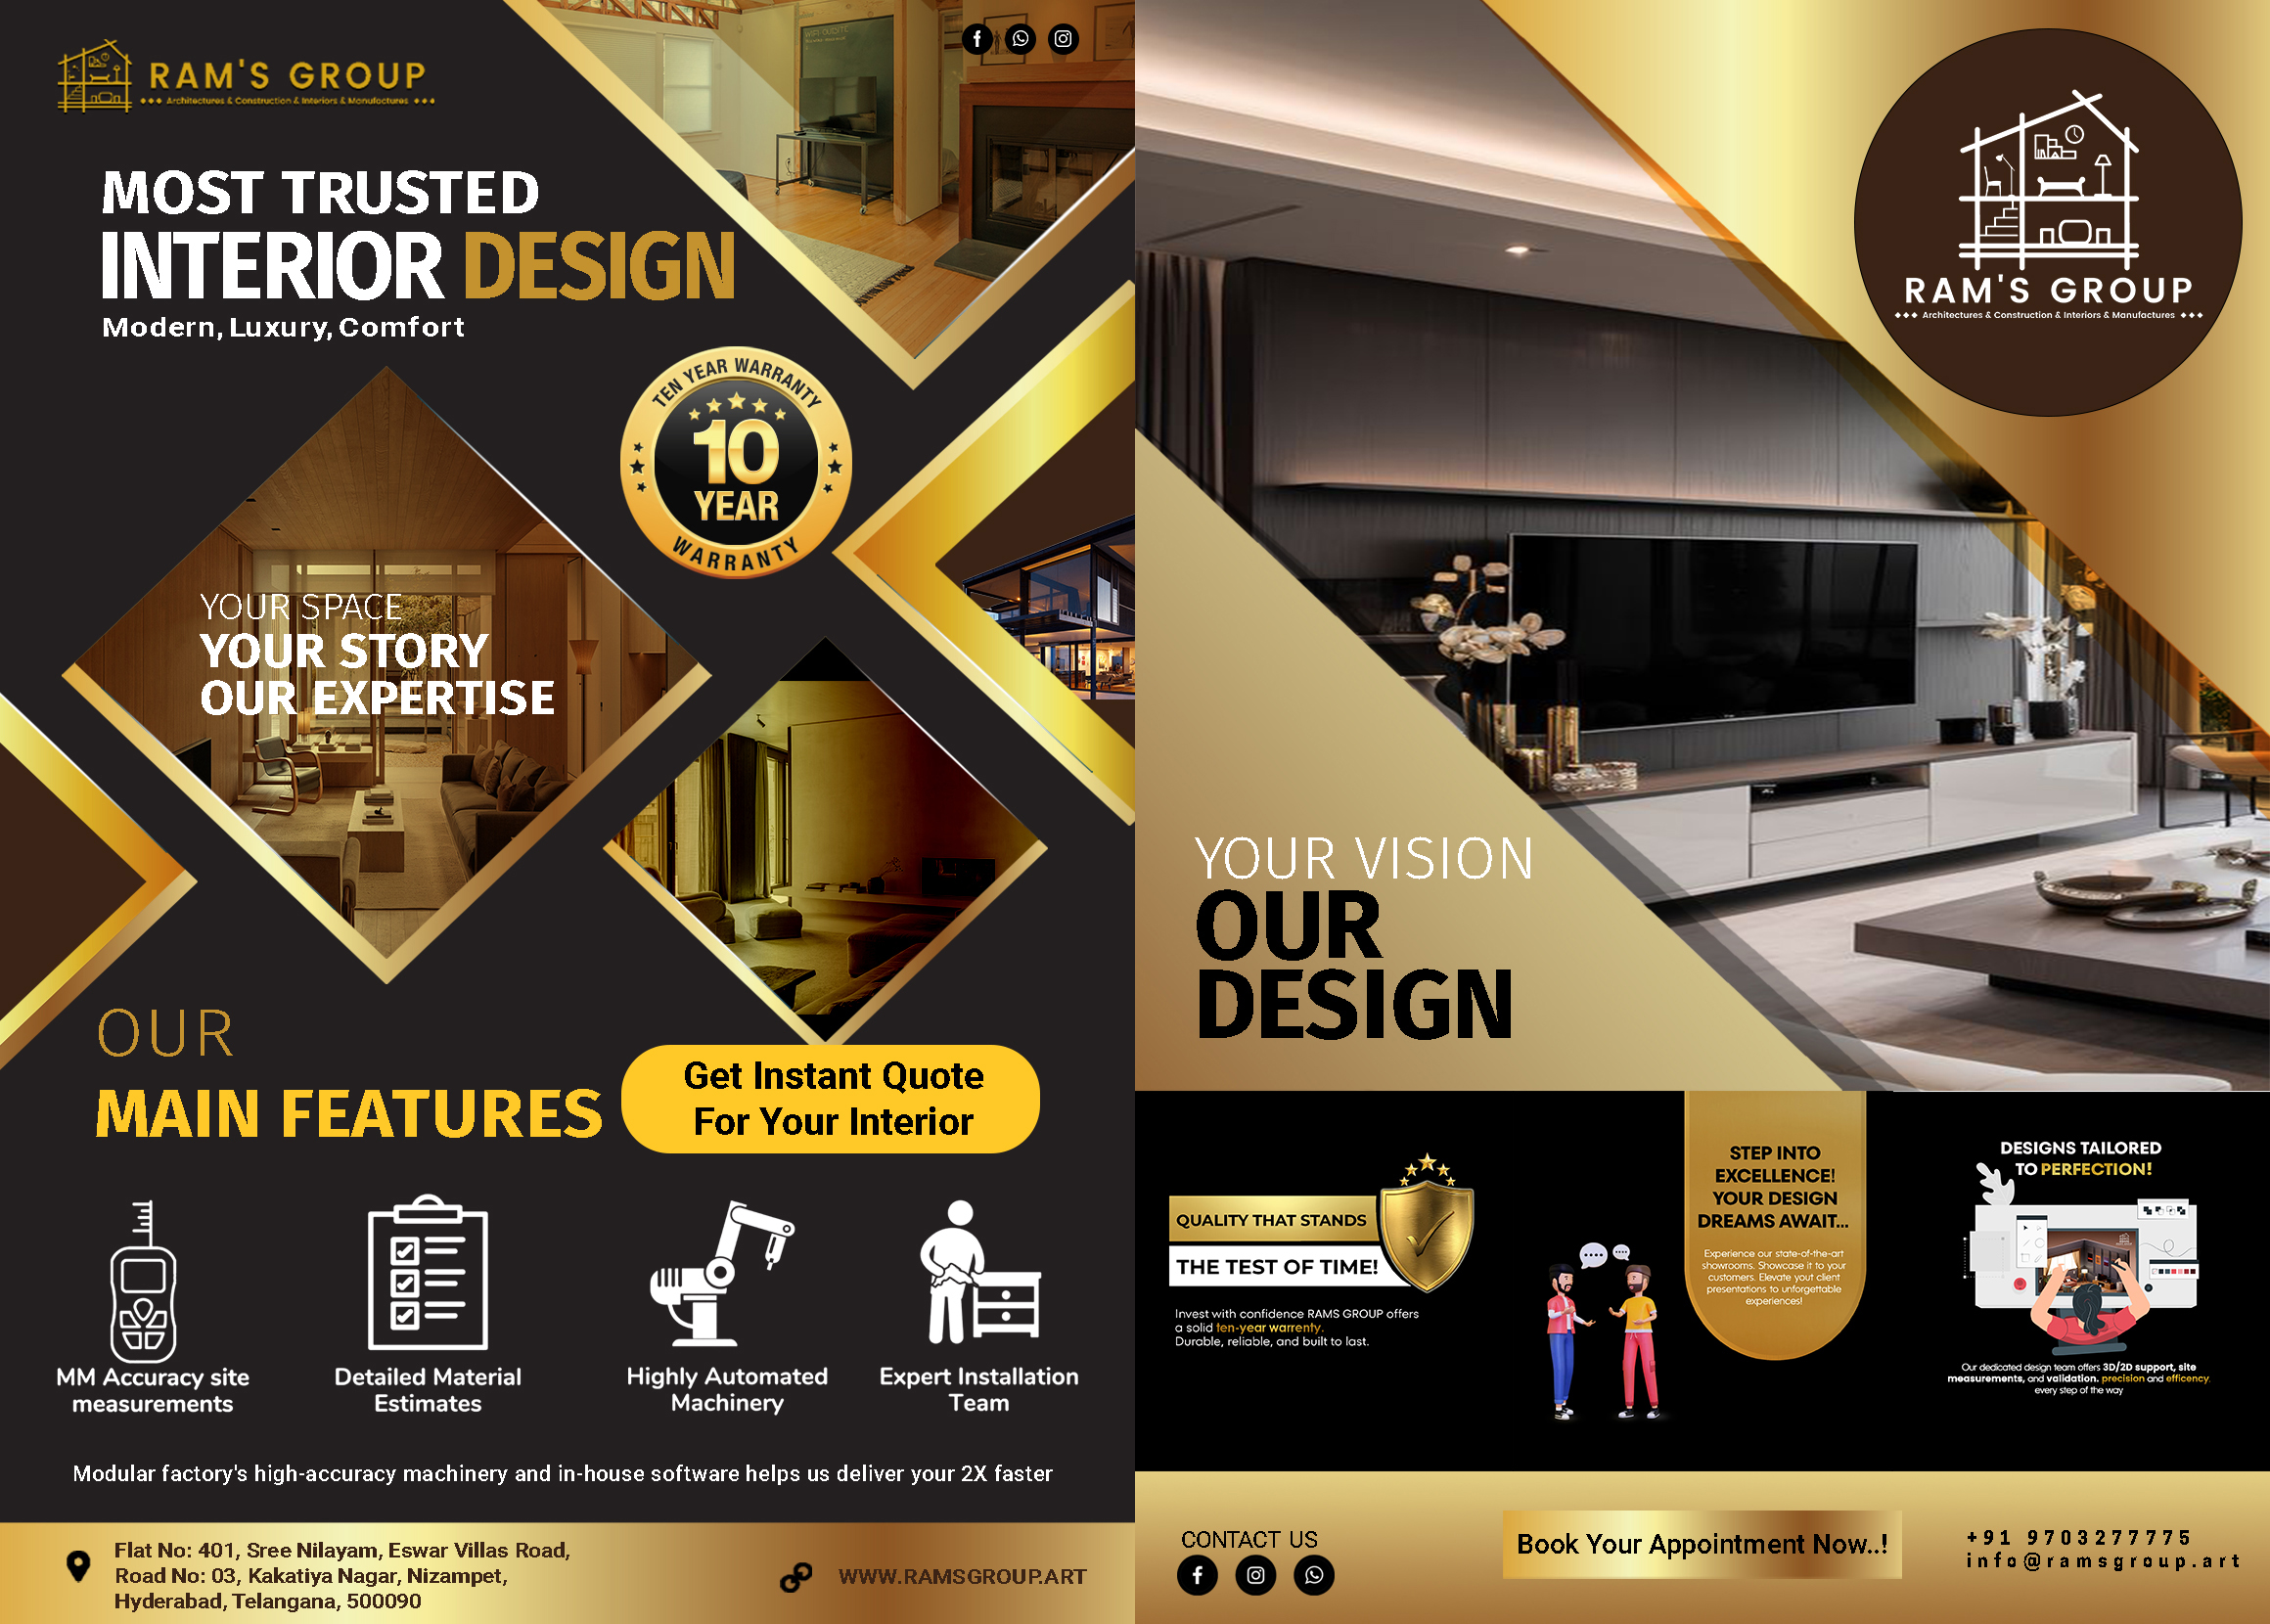 RAM'S GROUP
Architectures & Construction & Interiors & Manufactures
MOST TRUSTED
INTERIOR DESIGN
Modern, Luxury, Comfort
TEN YEAR WARRANTY
10
YEAR
WARRANTY
YOUR SPACE
YOUR STORY
OUR EXPERTISE
OUR
MAIN FEATURES
Get Instant Quote
For Your Interior
MM Accuracy site
measurements
Detailed Material
Estimates
Highly Automated
Machinery
Expert Installation
Team
Modular factory's high-accuracy machinery and in-house software helps us deliver your 2X faster
Flat No: 401, Sree Nilayam, Eswar Villas Road,
Road No: 03, Kakatiya Nagar, Nizampet,
Hyderabad, Telangana, 500090
WWW.RAMSGROUP.ART
RAM'S GROUP
Architectures & Construction & Interiors & Manufactures
YOUR VISION
OUR
DESIGN
QUALITY THAT STANDS
THE TEST OF TIME!
Invest with confidence RAMS GROUP offers
a solid ten-year warrenty.
Durable, reliable, and built to last.
STEP INTO
EXCELLENCE!
YOUR DESIGN
DREAMS AWAIT...
Experience our state-of-the-art
showrooms. Showcase it to your
customers. Elevate yout client
presentations to unforgettable
experiences!
DESIGNS TAILORED
TO PERFECTION!
Our dedicated design team offers 3D/2D support, site
measurements, and validation. precision and efficency.
every step of the way
CONTACT US
Book Your Appointment Now..!
+91 9703277775
info@ramsgroup.art